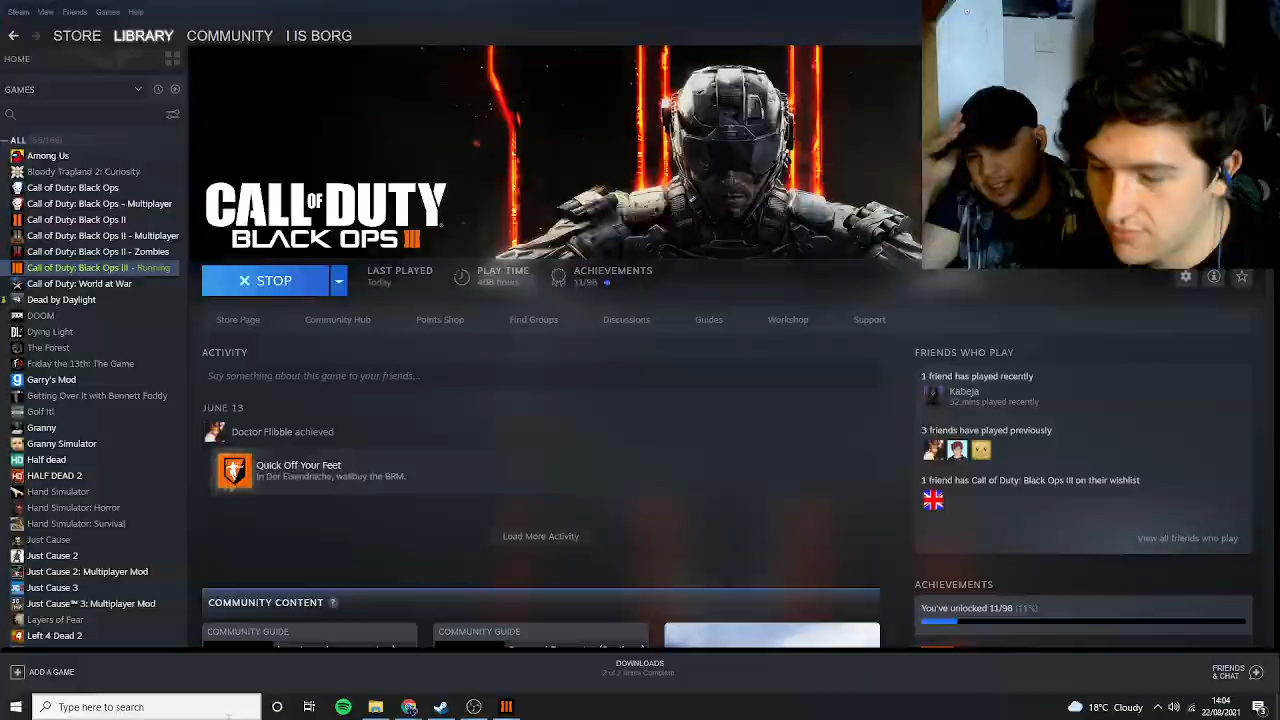 Steam View Friends Games Help
STORE LIBRARY COMMUNITY I IS BORG
HOME
ALL
Among Us
Call of Duty: Black Ops
Call of Duty: Black Ops - Multiplayer
Call of Duty: Black Ops II
Call of Duty: Black Ops II - Multiplayer
Call of Duty: Black Ops II - Zombies
Call of Duty: Black Ops III - Running
Call of Duty: World at War
Dead by Daylight
DOOM
Dying Light
The Forest
Friday the 13th: The Game
Garry's Mod
Getting Over It with Bennett Foddy
Golf It!
Granny
Granny Simulator
Half dead
HALF DEAD 2
Hand Simulator
Hand Simulator: Horror
Hand Simulator: Survival
Just Cause
Just Cause 2
Just Cause 2: Multiplayer Mod
Just Cause 3
Just Cause™ 3: Multiplayer Mod
Layers of Fear
Left 4 Dead 2
ADD A GAME
CALL OF DUTY
BLACK OPS III
STOP
LAST PLAYED
Today
PLAY TIME
408 hours
ACHIEVEMENTS
11/98
Store Page Community Hub Points Shop Find Groups Discussions Guides Workshop Support
ACTIVITY
Say something about this game to your friends...
JUNE 13
Doctor Flibble achieved
Quick Off Your Feet
In Der Eisendrache, wallbuy the BRM.
Load More Activity
COMMUNITY CONTENT ?
COMMUNITY GUIDE
COMMUNITY GUIDE
FRIENDS WHO PLAY
1 friend has played recently
Kabeja
32 mins played recently
3 friends have played previously
1 friend has Call of Duty: Black Ops III on their wishlist
View all friends who play
ACHIEVEMENTS
You've unlocked 11/98 (11%)
DOWNLOADS
Items Complete
FRIENDS
& CHAT
Type here to search
18°C Cloudy
14:04
22/08/2021